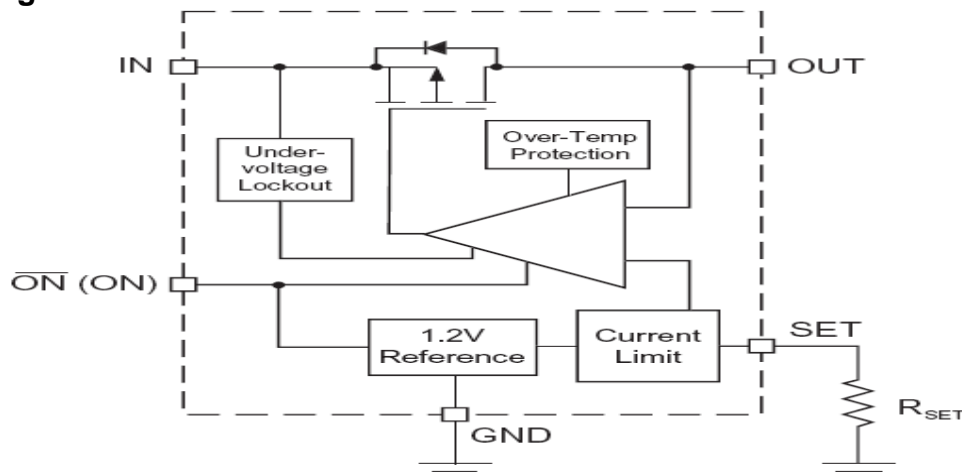 g
IN
OUT
Over-Temp
Protection
Under-
voltage
Lockout
ON (ON)
1.2V
Reference
Current
Limit
SET
RSET
GND